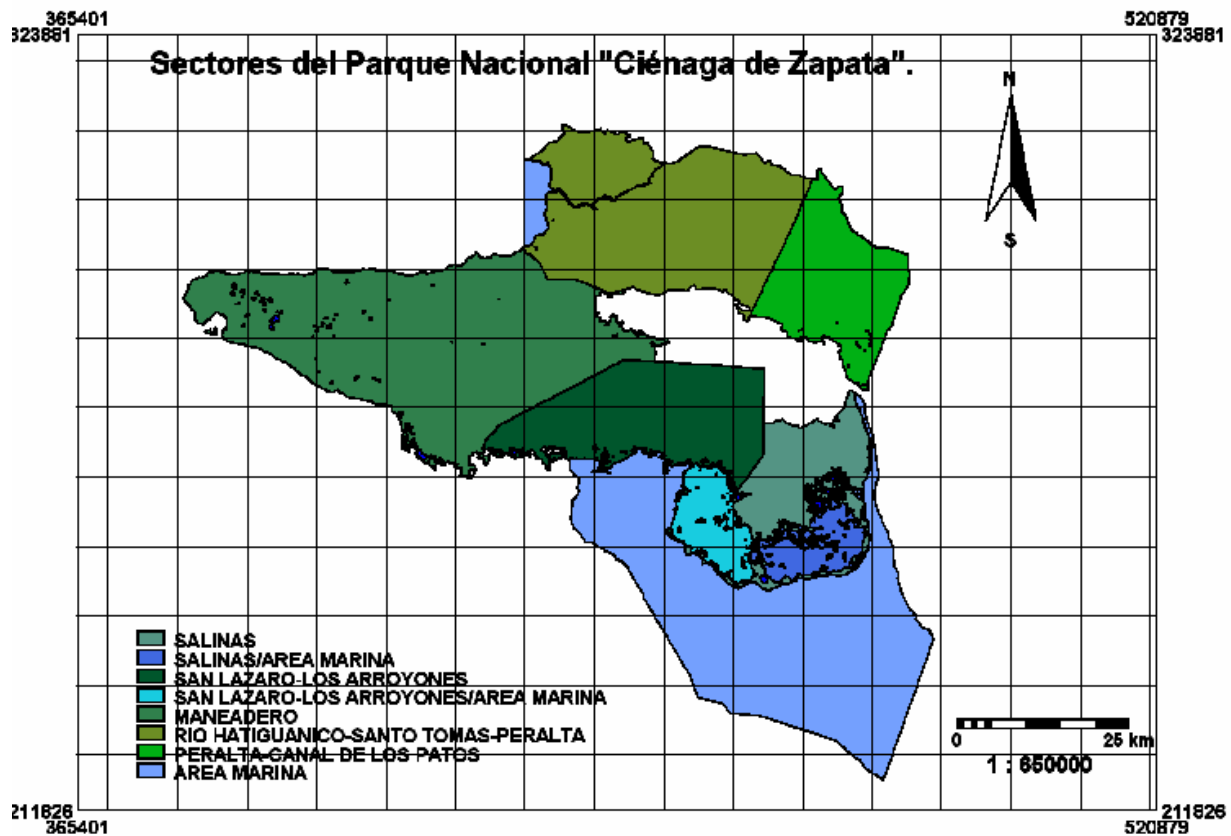 365401 520879
323881 323881
Sectores del Parque Nacional "Ciénaga de Zapata".
N
S
SALINAS
SALINAS/AREA MARINA
SAN LAZARO-LOS ARROYONES
SAN LAZARO-LOS ARROYONES/AREA MARINA
MANEADERO
RIO HATIGUANICO-SANTO TOMAS-PERALTA
PERALTA-CANAL DE LOS PATOS
AREA MARINA
0 25 km
1 : 650000
211826 211826
365401 520879